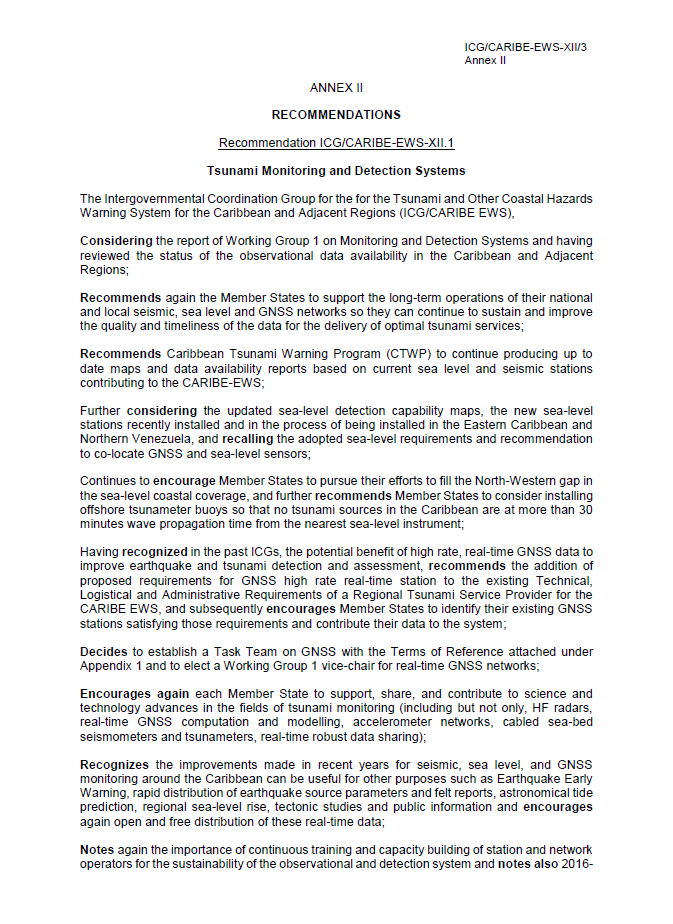 ICG/CARIBE-EWS-XII/3
Annex II
ANNEX II
RECOMMENDATIONS
Recommendation ICG/CARIBE-EWS-XII.1
Tsunami Monitoring and Detection Systems
The Intergovernmental Coordination Group for the for the Tsunami and Other Coastal Hazards
Warning System for the Caribbean and Adjacent Regions (ICG/CARIBE EWS),
Considering the report of Working Group 1 on Monitoring and Detection Systems and having
reviewed the status of the observational data availability in the Caribbean and Adjacent
Regions;
Recommends again the Member States to support the long-term operations of their national
and local seismic, sea level and GNSS networks so they can continue to sustain and improve
the quality and timeliness of the data for the delivery of optimal tsunami services;
Recommends Caribbean Tsunami Warning Program (CTWP) to continue producing up to
date maps and data availability reports based on current sea level and seismic stations
contributing to the CARIBE-EWS;
Further considering the updated sea-level detection capability maps, the new sea-level
stations recently installed and in the process of being installed in the Eastern Caribbean and
Northern Venezuela, and recalling the adopted sea-level requirements and recommendation
to co-locate GNSS and sea-level sensors;
Continues to encourage Member States to pursue their efforts to fill the North-Western gap in
the sea-level coastal coverage, and further recommends Member States to consider installing
offshore tsunameter buoys so that no tsunami sources in the Caribbean are at more than 30
minutes wave propagation time from the nearest sea-level instrument;
Having recognized in the past ICGs, the potential benefit of high rate, real-time GNSS data to
improve earthquake and tsunami detection and assessment, recommends the addition of
proposed requirements for GNSS high rate real-time station to the existing Technical,
Logistical and Administrative Requirements of a Regional Tsunami Service Provider for the
CARIBE EWS, and subsequently encourages Member States to identify their existing GNSS
stations satisfying those requirements and contribute their data to the system;
Decides to establish a Task Team on GNSS with the Terms of Reference attached under
Appendix 1 and to elect a Working Group 1 vice-chair for real-time GNSS networks;
Encourages again each Member State to support, share, and contribute to science and
technology advances in the fields of tsunami monitoring (including but not only, HF radars,
real-time GNSS computation and modelling, accelerometer networks, cabled sea-bed
seismometers and tsunameters, real-time robust data sharing);
Recognizes the improvements made in recent years for seismic, sea level, and GNSS
monitoring around the Caribbean can be useful for other purposes such as Earthquake Early
Warning, rapid distribution of earthquake source parameters and felt reports, astronomical tide
prediction, regional sea-level rise, tectonic studies and public information and encourages
again open and free distribution of these real-time data;
Notes again the importance of continuous training and capacity building of station and network
operators for the sustainability of the observational and detection system and notes also 2016-